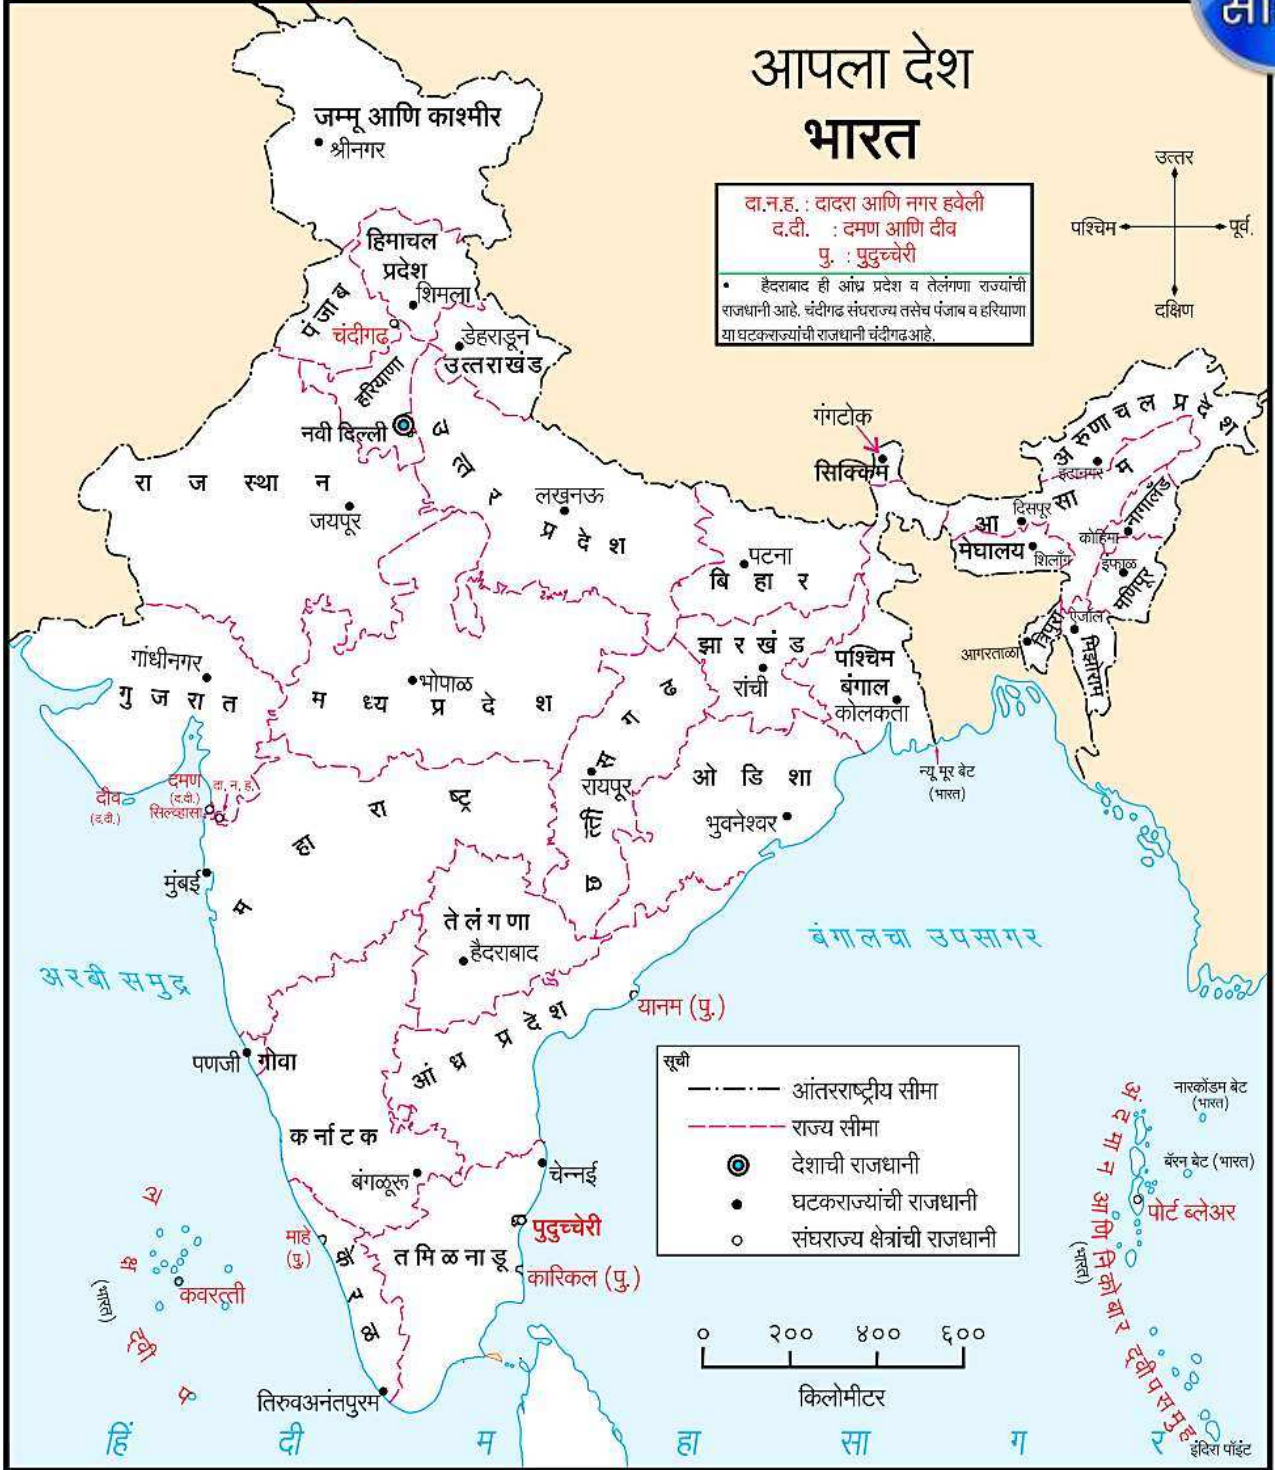 सा
आपला देश
भारत
उत्तर
पश्चिम
पूर्व.
दक्षिण
दा.न.ह. : दादरा आणि नगर हवेली
द.दी. : दमण आणि दीव
पु. : पुदुच्चेरी
• हैदराबाद ही आंध्र प्रदेश व तेलंगणा राज्यांची
राजधानी आहे. चंदीगढ संघराज्य तसेच पंजाब व हरियाणा
या घटकराज्यांची राजधानी चंदीगढ आहे.
जम्मू आणि काश्मीर
श्रीनगर
हिमाचल
प्रदेश
शिमला
पंजाब
चंदीगढ
डेहराडून
उत्तराखंड
हरियाणा
नवी दिल्ली
राजस्थान
जयपूर
उत्तर
प्रदेश
लखनऊ
गंगटोक
सिक्किम
अरुणाचल प्रदेश
इटानगर
आसाम
दिसपूर
नागालँड
कोहिमा
मेघालय
शिलाँग
इंफाळ
मणिपूर
त्रिपुरा
ऐजॉल
आगरताळा
मिझोराम
पटना
बिहार
झारखंड
रांची
पश्चिम
बंगाल
कोलकता
न्यू मूर बेट
(भारत)
गांधीनगर
गुजरात
भोपाळ
मध्य प्रदेश
छत्तीसगढ
रायपूर
ओडिशा
भुवनेश्वर
दमण
(द.दी.)
दा. न. ह.
दीव
(द.दी.)
सिल्व्हासा
महाराष्ट्र
मुंबई
तेलंगणा
हैदराबाद
बंगालचा उपसागर
अरबी समुद्र
यानम (पु.)
आंध्र प्रदेश
पणजी
गोवा
कर्नाटक
बंगळूरू
चेन्नई
पुदुच्चेरी
माहे
(पु.)
केरळ
तमिळनाडू
कारिकल (पु.)
लक्षद्वीप
(भारत)
कवरत्ती
तिरुवअनंतपुरम
सूची
आंतरराष्ट्रीय सीमा
राज्य सीमा
देशाची राजधानी
घटकराज्यांची राजधानी
संघराज्य क्षेत्रांची राजधानी
० २०० ४०० ६००
किलोमीटर
नारकोंडम बेट
(भारत)
बॅरन बेट (भारत)
पोर्ट ब्लेअर
अंदमान आणि निकोबार द्वीपसमुह
(भारत)
इंदिरा पॉइंट
हिंदी महासागर